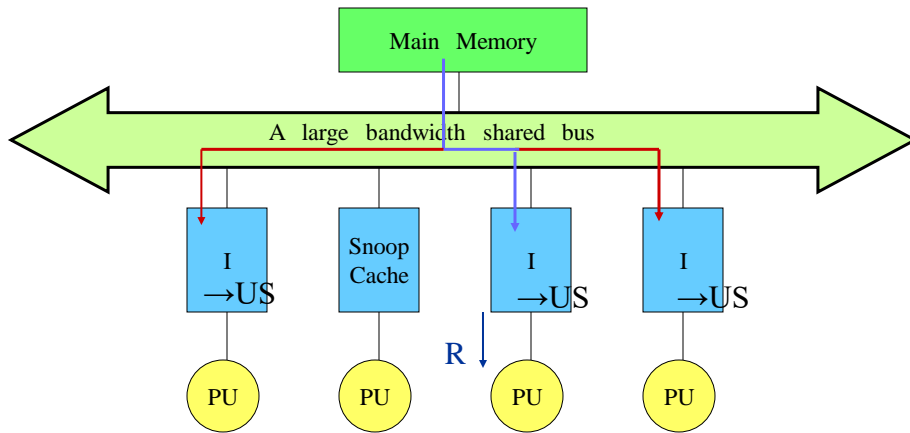 Main Memory
A large bandwidth shared bus
I
→US
Snoop
Cache
I
→US
I
→US
R
PU
PU
PU
PU